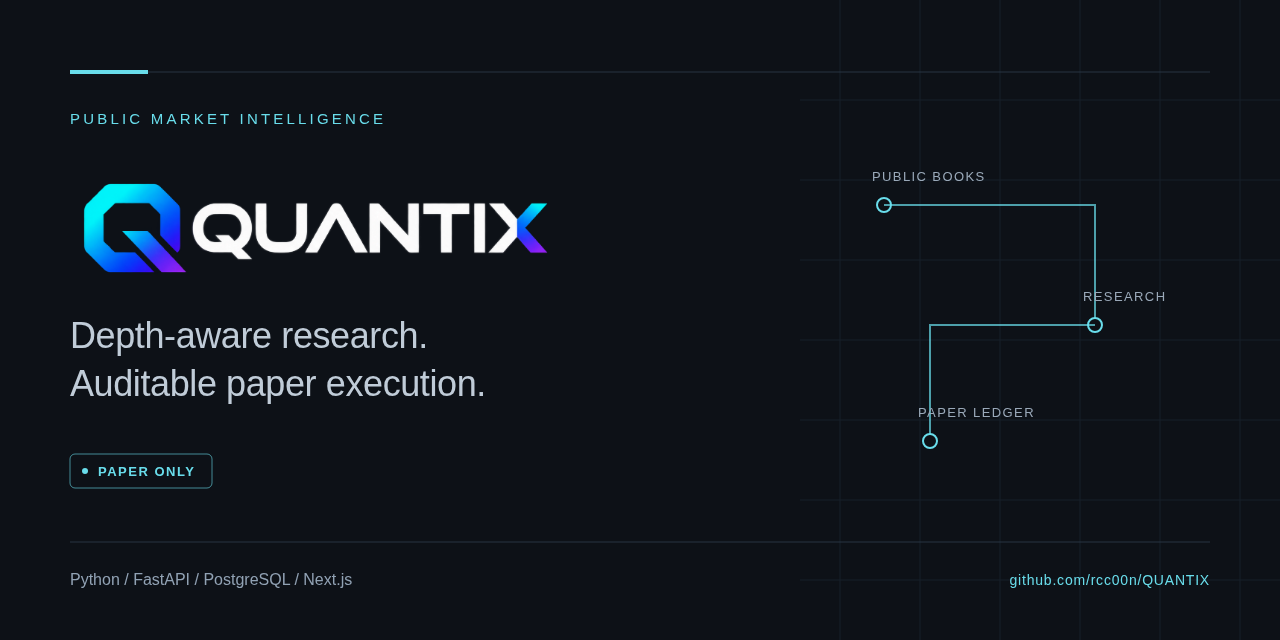 PUBLIC MARKET INTELLIGENCE
QUANTIX
Depth-aware research.
Auditable paper execution.
PAPER ONLY
PUBLIC BOOKS
RESEARCH
PAPER LEDGER
Python / FastAPI / PostgreSQL / Next.js
github.com/rcc00n/QUANTIX